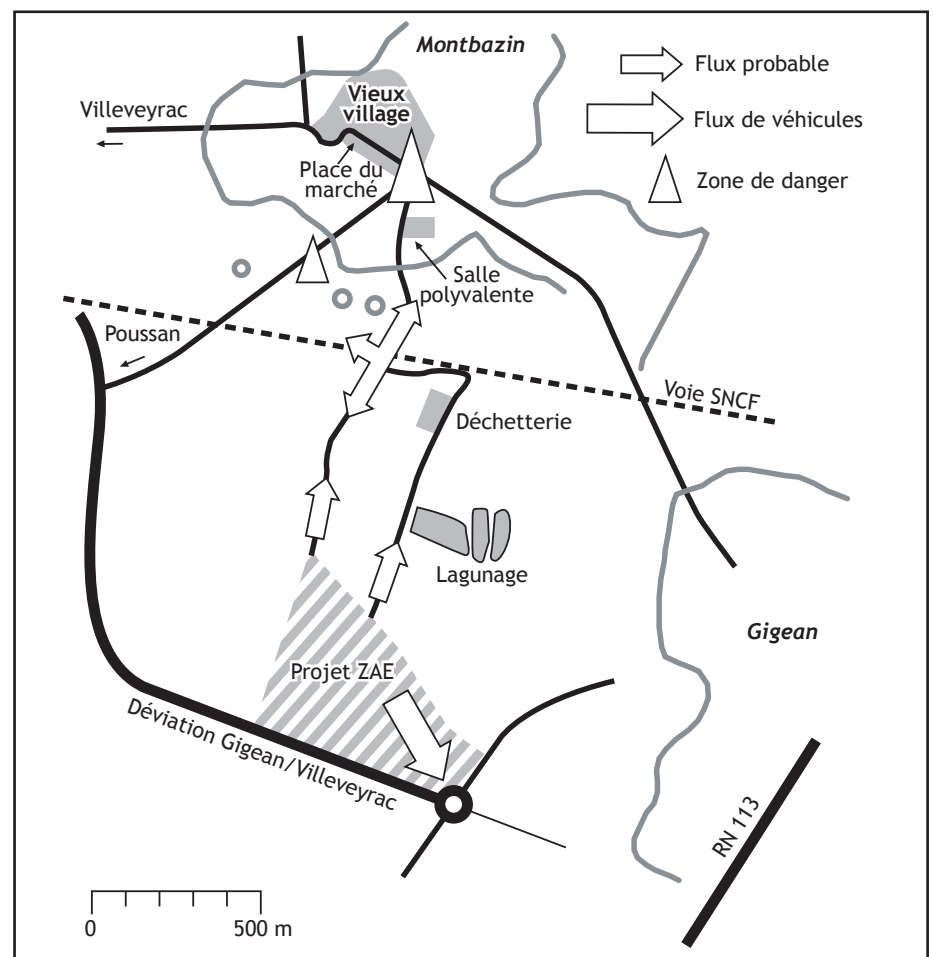 Montbazin
Flux probable
Villeveyrac
Vieux
village
Flux de véhicules
Place du
marché
Zone de danger
Salle
polyvalente
Poussan
Voie SNCF
Déchetterie
Lagunage
Gigean
Projet ZAE
Déviation Gigean/Villeveyrac
RN 113
0
500 m